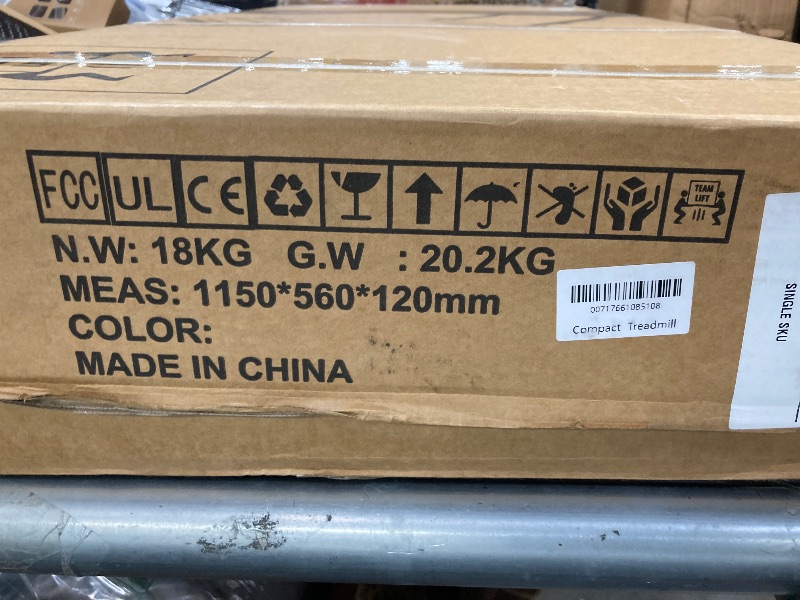 FCC UL CE TEAM LIFT
N.W: 18KG G.W : 20.2KG
MEAS: 1150*560*120mm
COLOR:
MADE IN CHINA
00717661085108
Compact Treadmill
SINGLE SKU